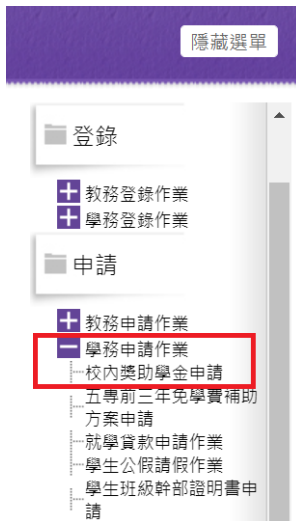 隱藏選單
登錄
教務登錄作業
學務登錄作業
申請
教務申請作業
學務申請作業
校內獎助學金申請
五專前三年免學費補助
方案申請
就學貸款申請作業
學生公假請假作業
學生班級幹部證明書申
請